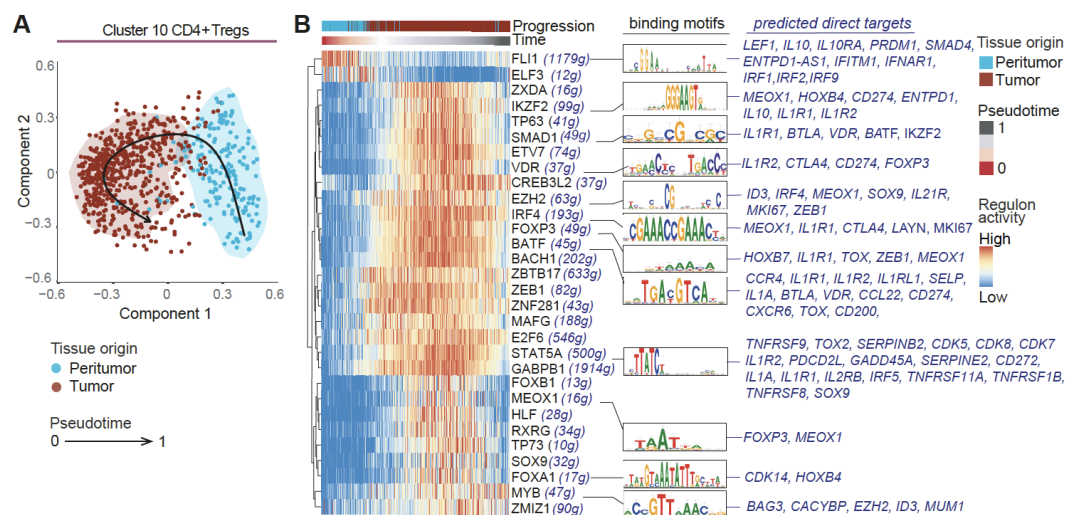 A
Cluster 10 CD4+Tregs
0.6
0.3
0
−0.3
−0.6
−0.6
−0.3
0
0.3
0.6
Component 2
Component 1
Tissue origin
Peritumor
Tumor
Pseudotime
0 1
B
Progression
Time
FLI1 (1179g)
ELF3 (12g)
ZXDA (16g)
IKZF2 (99g)
TP63 (41g)
SMAD1 (49g)
ETV7 (74g)
VDR (37g)
CREB3L2 (37g)
EZH2 (63g)
IRF4 (193g)
FOXP3 (49g)
BATF (45g)
BACH1 (202g)
ZBTB17 (633g)
ZEB1 (82g)
ZNF281 (43g)
MAFG (188g)
E2F6 (546g)
STAT5A (500g)
GABPB1 (1914g)
FOXB1 (13g)
MEOX1 (16g)
HLF (28g)
RXRG (34g)
TP73 (10g)
SOX9 (32g)
FOXA1 (17g)
MYB (47g)
ZMIZ1 (90g)
binding motifs
predicted direct targets
LEF1, IL10, IL10RA, PRDM1, SMAD4,
ENTPD1-AS1, IFITM1, IFNAR1,
IRF1,IRF2,IRF9
MEOX1, HOXB4, CD274, ENTPD1,
IL10, IL1R1, IL1R2
IL1R1, BTLA, VDR, BATF, IKZF2
IL1R2, CTLA4, CD274, FOXP3
ID3, IRF4, MEOX1, SOX9, IL21R,
MKI67, ZEB1
MEOX1, IL1R1, CTLA4, LAYN, MKI67
HOXB7, IL1R1, TOX, ZEB1, MEOX1
CCR4, IL1R1, IL1R2, IL1RL1, SELP,
IL1A, BTLA, VDR, CCL22, CD274,
CXCR6, TOX, CD200,
TNFRSF9, TOX2, SERPINB2, CDK5, CDK8, CDK7
IL1R2, PDCD2L, GADD45A, SERPINE2, CD272,
IL1A, IL1R1, IL2RB, IRF5, TNFRSF11A, TNFRSF1B,
TNFRSF8, SOX9
FOXP3, MEOX1
CDK14, HOXB4
BAG3, CACYBP, EZH2, ID3, MUM1
Tissue origin
Peritumor
Tumor
Pseudotime
1
0
Regulon
activity
High
Low